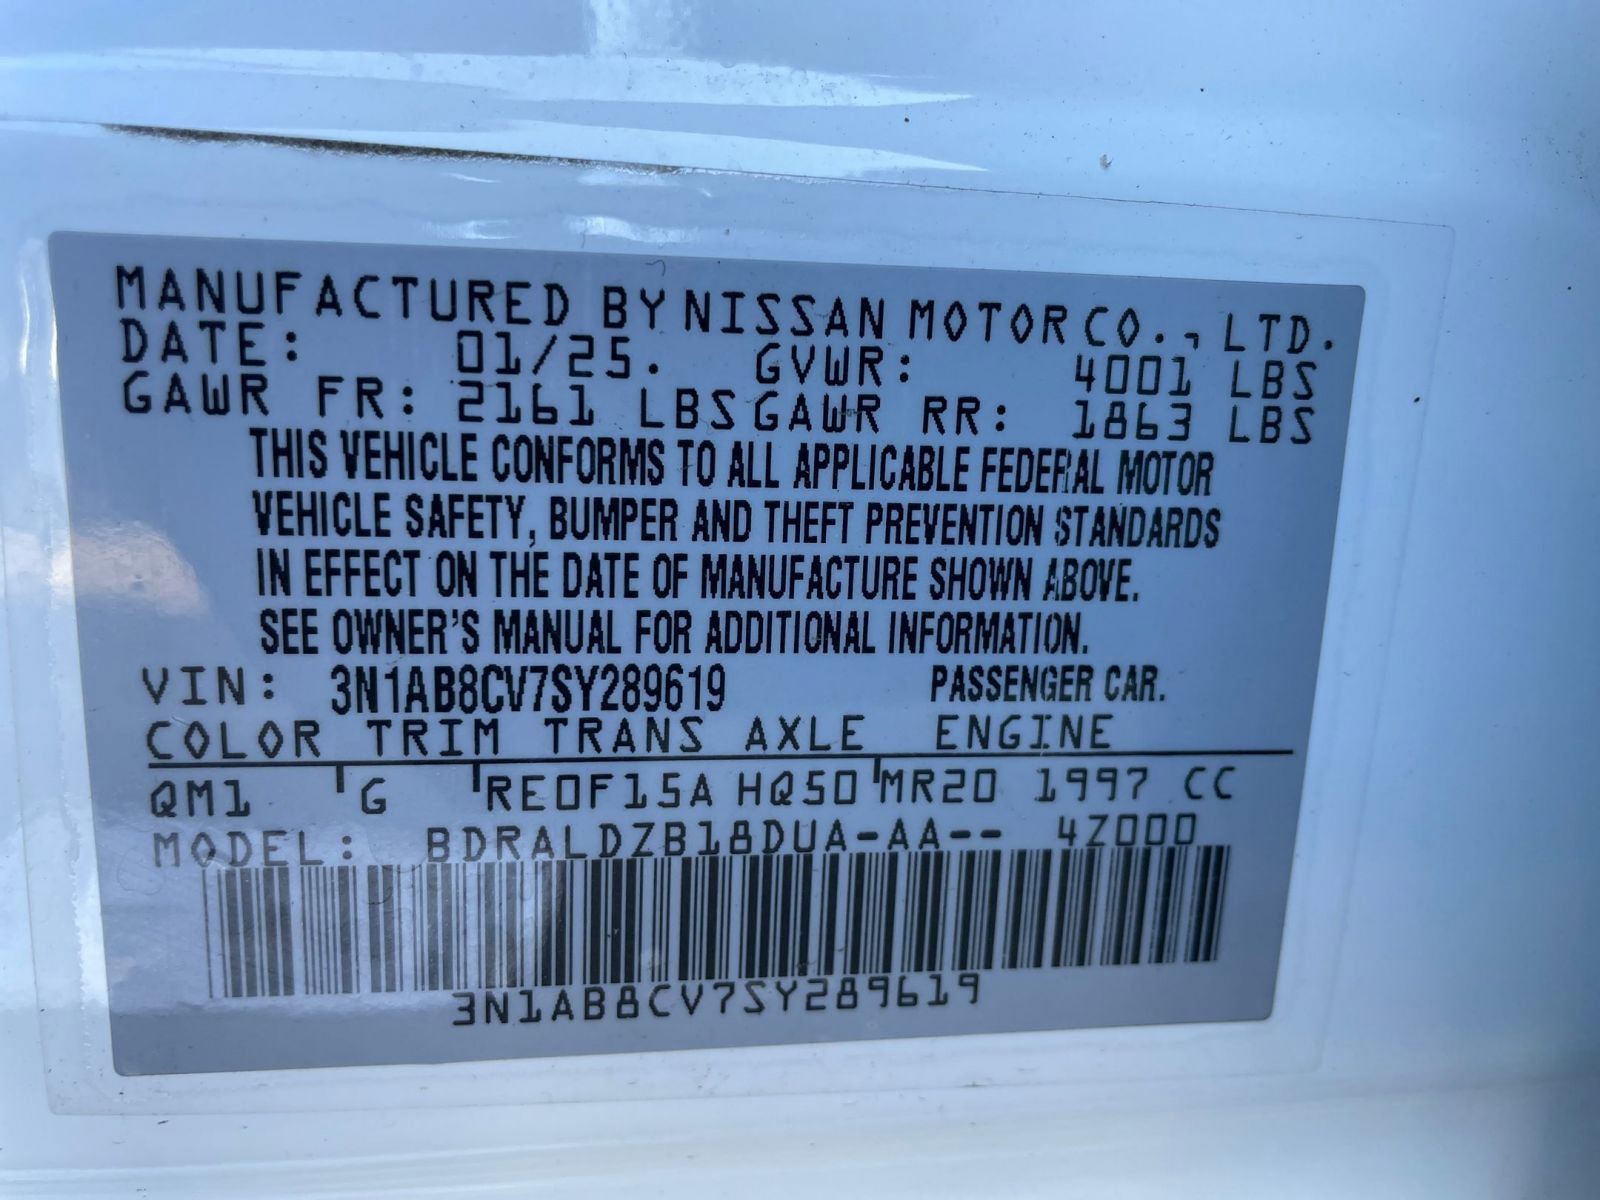 MANUFACTURED BY NISSAN MOTOR CO., LTD.
DATE: 01/25. GVWR: 4001 LBS
GAWR FR: 2161 LBS GAWR RR: 1863 LBS
THIS VEHICLE CONFORMS TO ALL APPLICABLE FEDERAL MOTOR
VEHICLE SAFETY, BUMPER AND THEFT PREVENTION STANDARDS
IN EFFECT ON THE DATE OF MANUFACTURE SHOWN ABOVE.
SEE OWNER'S MANUAL FOR ADDITIONAL INFORMATION.
VIN: 3N1AB8CV7SY289619 PASSENGER CAR.
COLOR TRIM TRANS AXLE ENGINE
QM1 G RE0F15A HQ50 MR20 1997 CC
MODEL: BDRALDZB18DUA-AA-- 4Z000
3N1AB8CV7SY289619